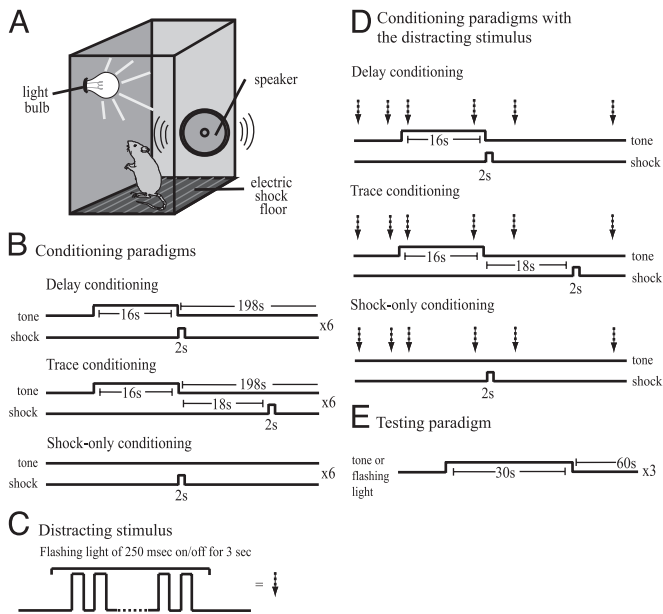 A
light
bulb
speaker
electric
shock
floor
B Conditioning paradigms
Delay conditioning
tone
16s
198s
shock
2s
x6
Trace conditioning
tone
16s
198s
shock
18s
2s
x6
Shock-only conditioning
tone
shock
2s
x6
C Distracting stimulus
Flashing light of 250 msec on/off for 3 sec
=
D Conditioning paradigms with
the distracting stimulus
Delay conditioning
16s
tone
shock
2s
Trace conditioning
16s
tone
18s
shock
2s
Shock-only conditioning
tone
shock
2s
E Testing paradigm
tone or
flashing
light
30s
60s
x3